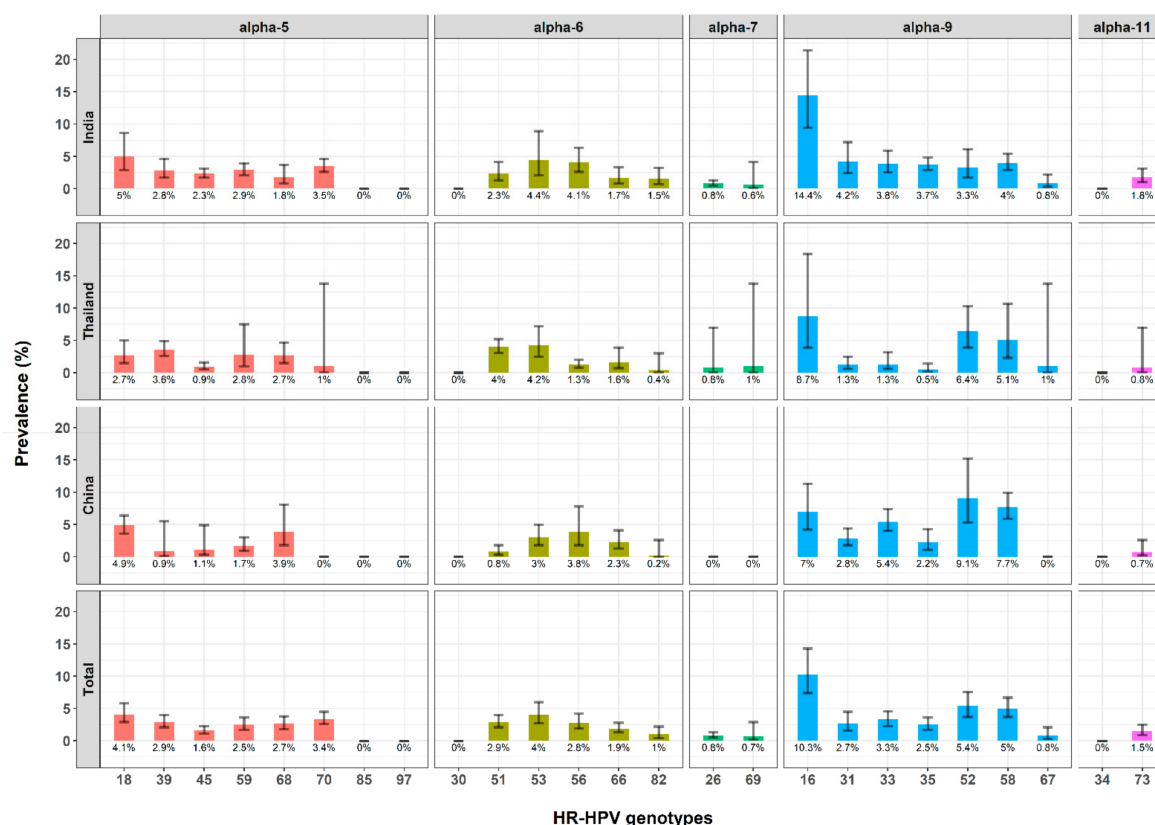 alpha-5 alpha-6 alpha-7 alpha-9 alpha-11
Prevalence (%)
India
20
15
10
5
0
5% 2.8% 2.3% 2.9% 1.8% 3.5% 0% 0% 0% 2.3% 4.4% 4.1% 1.7% 1.5% 0.8% 0.6% 14.4% 4.2% 3.8% 3.7% 3.3% 4% 0.8% 0% 1.8%
Thailand
20
15
10
5
0
2.7% 3.6% 0.9% 2.8% 2.7% 1% 0% 0% 0% 4% 4.2% 1.3% 1.6% 0.4% 0.8% 1% 8.7% 1.3% 1.3% 0.5% 6.4% 5.1% 1% 0% 0.8%
China
20
15
10
5
0
4.9% 0.9% 1.1% 1.7% 3.9% 0% 0% 0% 0% 0.8% 3% 3.8% 2.3% 0.2% 0% 0% 7% 2.8% 5.4% 2.2% 9.1% 7.7% 0% 0% 0.7%
Total
20
15
10
5
0
4.1% 2.9% 1.6% 2.5% 2.7% 3.4% 0% 0% 0% 2.9% 4% 2.8% 1.9% 1% 0.8% 0.7% 10.3% 2.7% 3.3% 2.5% 5.4% 5% 0.8% 0% 1.5%
18 39 45 59 68 70 85 97 30 51 53 56 66 82 26 69 16 31 33 35 52 58 67 34 73
HR-HPV genotypes